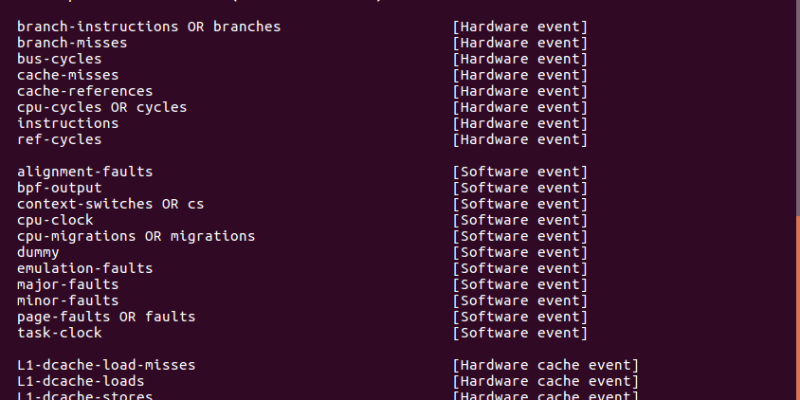 branch-instructions OR branches [Hardware event]
branch-misses [Hardware event]
bus-cycles [Hardware event]
cache-misses [Hardware event]
cache-references [Hardware event]
cpu-cycles OR cycles [Hardware event]
instructions [Hardware event]
ref-cycles [Hardware event]
alignment-faults [Software event]
bpf-output [Software event]
context-switches OR cs [Software event]
cpu-clock [Software event]
cpu-migrations OR migrations [Software event]
dummy [Software event]
emulation-faults [Software event]
major-faults [Software event]
minor-faults [Software event]
page-faults OR faults [Software event]
task-clock [Software event]
L1-dcache-load-misses [Hardware cache event]
L1-dcache-loads [Hardware cache event]
L1-dcache-stores [Hardware cache event]